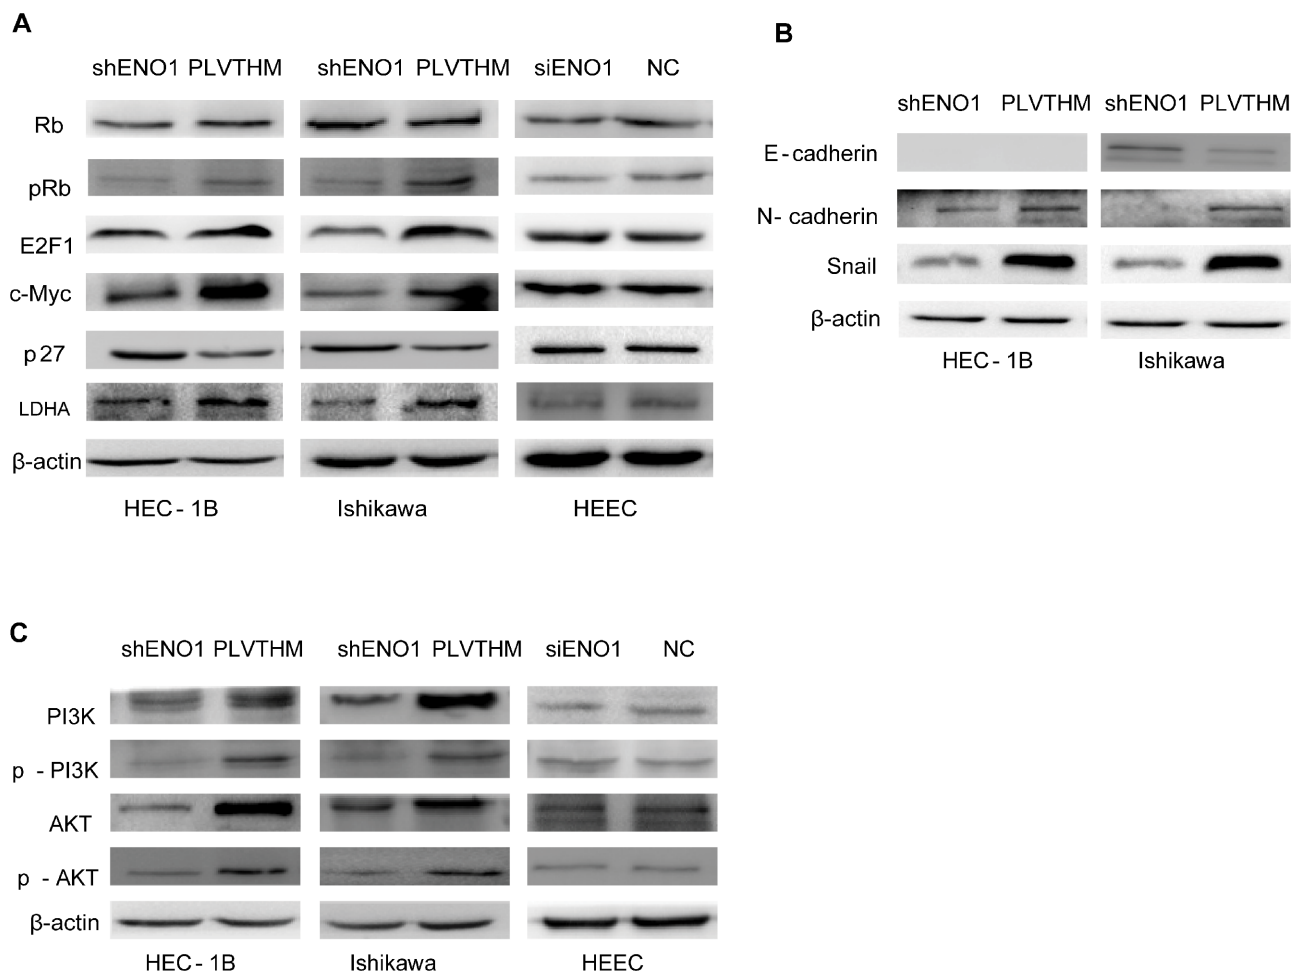 A
shENO1 PLVTHM shENO1 PLVTHM siENO1 NC
Rb
pRb
E2F1
c-Myc
p27
LDHA
β-actin
HEC - 1B Ishikawa HEEC
B
shENO1 PLVTHM shENO1 PLVTHM
E - cadherin
N - cadherin
Snail
β-actin
HEC - 1B Ishikawa
C
shENO1 PLVTHM shENO1 PLVTHM siENO1 NC
PI3K
p - PI3K
AKT
p - AKT
β-actin
HEC - 1B Ishikawa HEEC